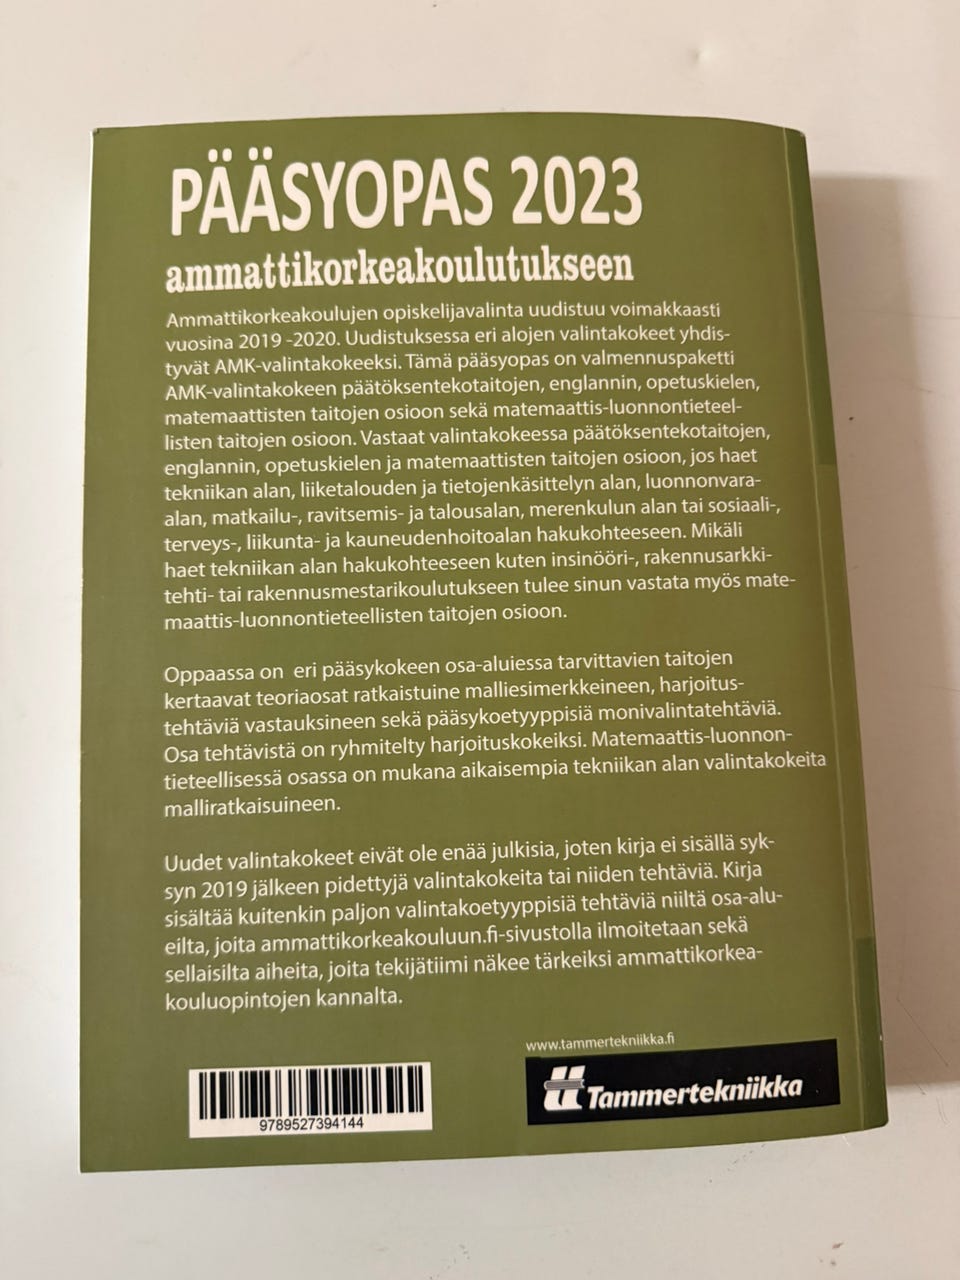 PÄÄSYOPAS 2023
ammattikorkeakoulutukseen
Ammattikorkeakoulujen opiskelijavalinta uudistuu voimakkaasti
vuosina 2019 -2020. Uudistuksessa eri alojen valintakokeet yhdis-
tyvät AMK-valintakokeeksi. Tämä pääsyopas on valmennuspaketti
AMK-valintakokeen päätöksentekotaitojen, englannin, opetuskielen,
matemaattisten taitojen osioon sekä matemaattis-luonnontieteel-
listen taitojen osioon. Vastaat valintakokeessa päätöksentekotaitojen,
englannin, opetuskielen ja matemaattisten taitojen osioon, jos haet
tekniikan alan, liiketalouden ja tietojenkäsittelyn alan, luonnonvara-
alan, matkailu-, ravitsemis- ja talousalan, merenkulun alan tai sosiaali-,
terveys-, liikunta- ja kauneudenhoitoalan hakukohteeseen. Mikäli
haet tekniikan alan hakukohteeseen kuten insinööri-, rakennusarkki-
tehti- tai rakennusmestarikoulutukseen tulee sinun vastata myös mate-
maattis-luonnontieteellisten taitojen osioon.
Oppaassa on eri pääsykokeen osa-aluiessa tarvittavien taitojen
kertaavat teoriaosat ratkaistuine malliesimerkkeineen, harjoitus-
tehtäviä vastauksineen sekä pääsykoetyyppisiä monivalintatehtäviä.
Osa tehtävistä on ryhmitelty harjoituskokeiksi. Matemaattis-luonnon-
tieteellisessä osassa on mukana aikaisempia tekniikan alan valintakokeita
malliratkaisuineen.
Uudet valintakokeet eivät ole enää julkisia, joten kirja ei sisällä syk-
syn 2019 jälkeen pidettyjä valintakokeita tai niiden tehtäviä. Kirja
sisältää kuitenkin paljon valintakoetyyppisiä tehtäviä niiltä osa-alu-
eilta, joita ammattikorkeakouluun.fi-sivustolla ilmoitetaan sekä
sellaisilta aiheita, joita tekijätiimi näkee tärkeiksi ammattikorkea-
kouluopintojen kannalta.
www.tammertekniikka.fi
Tammertekniikka
9789527394144